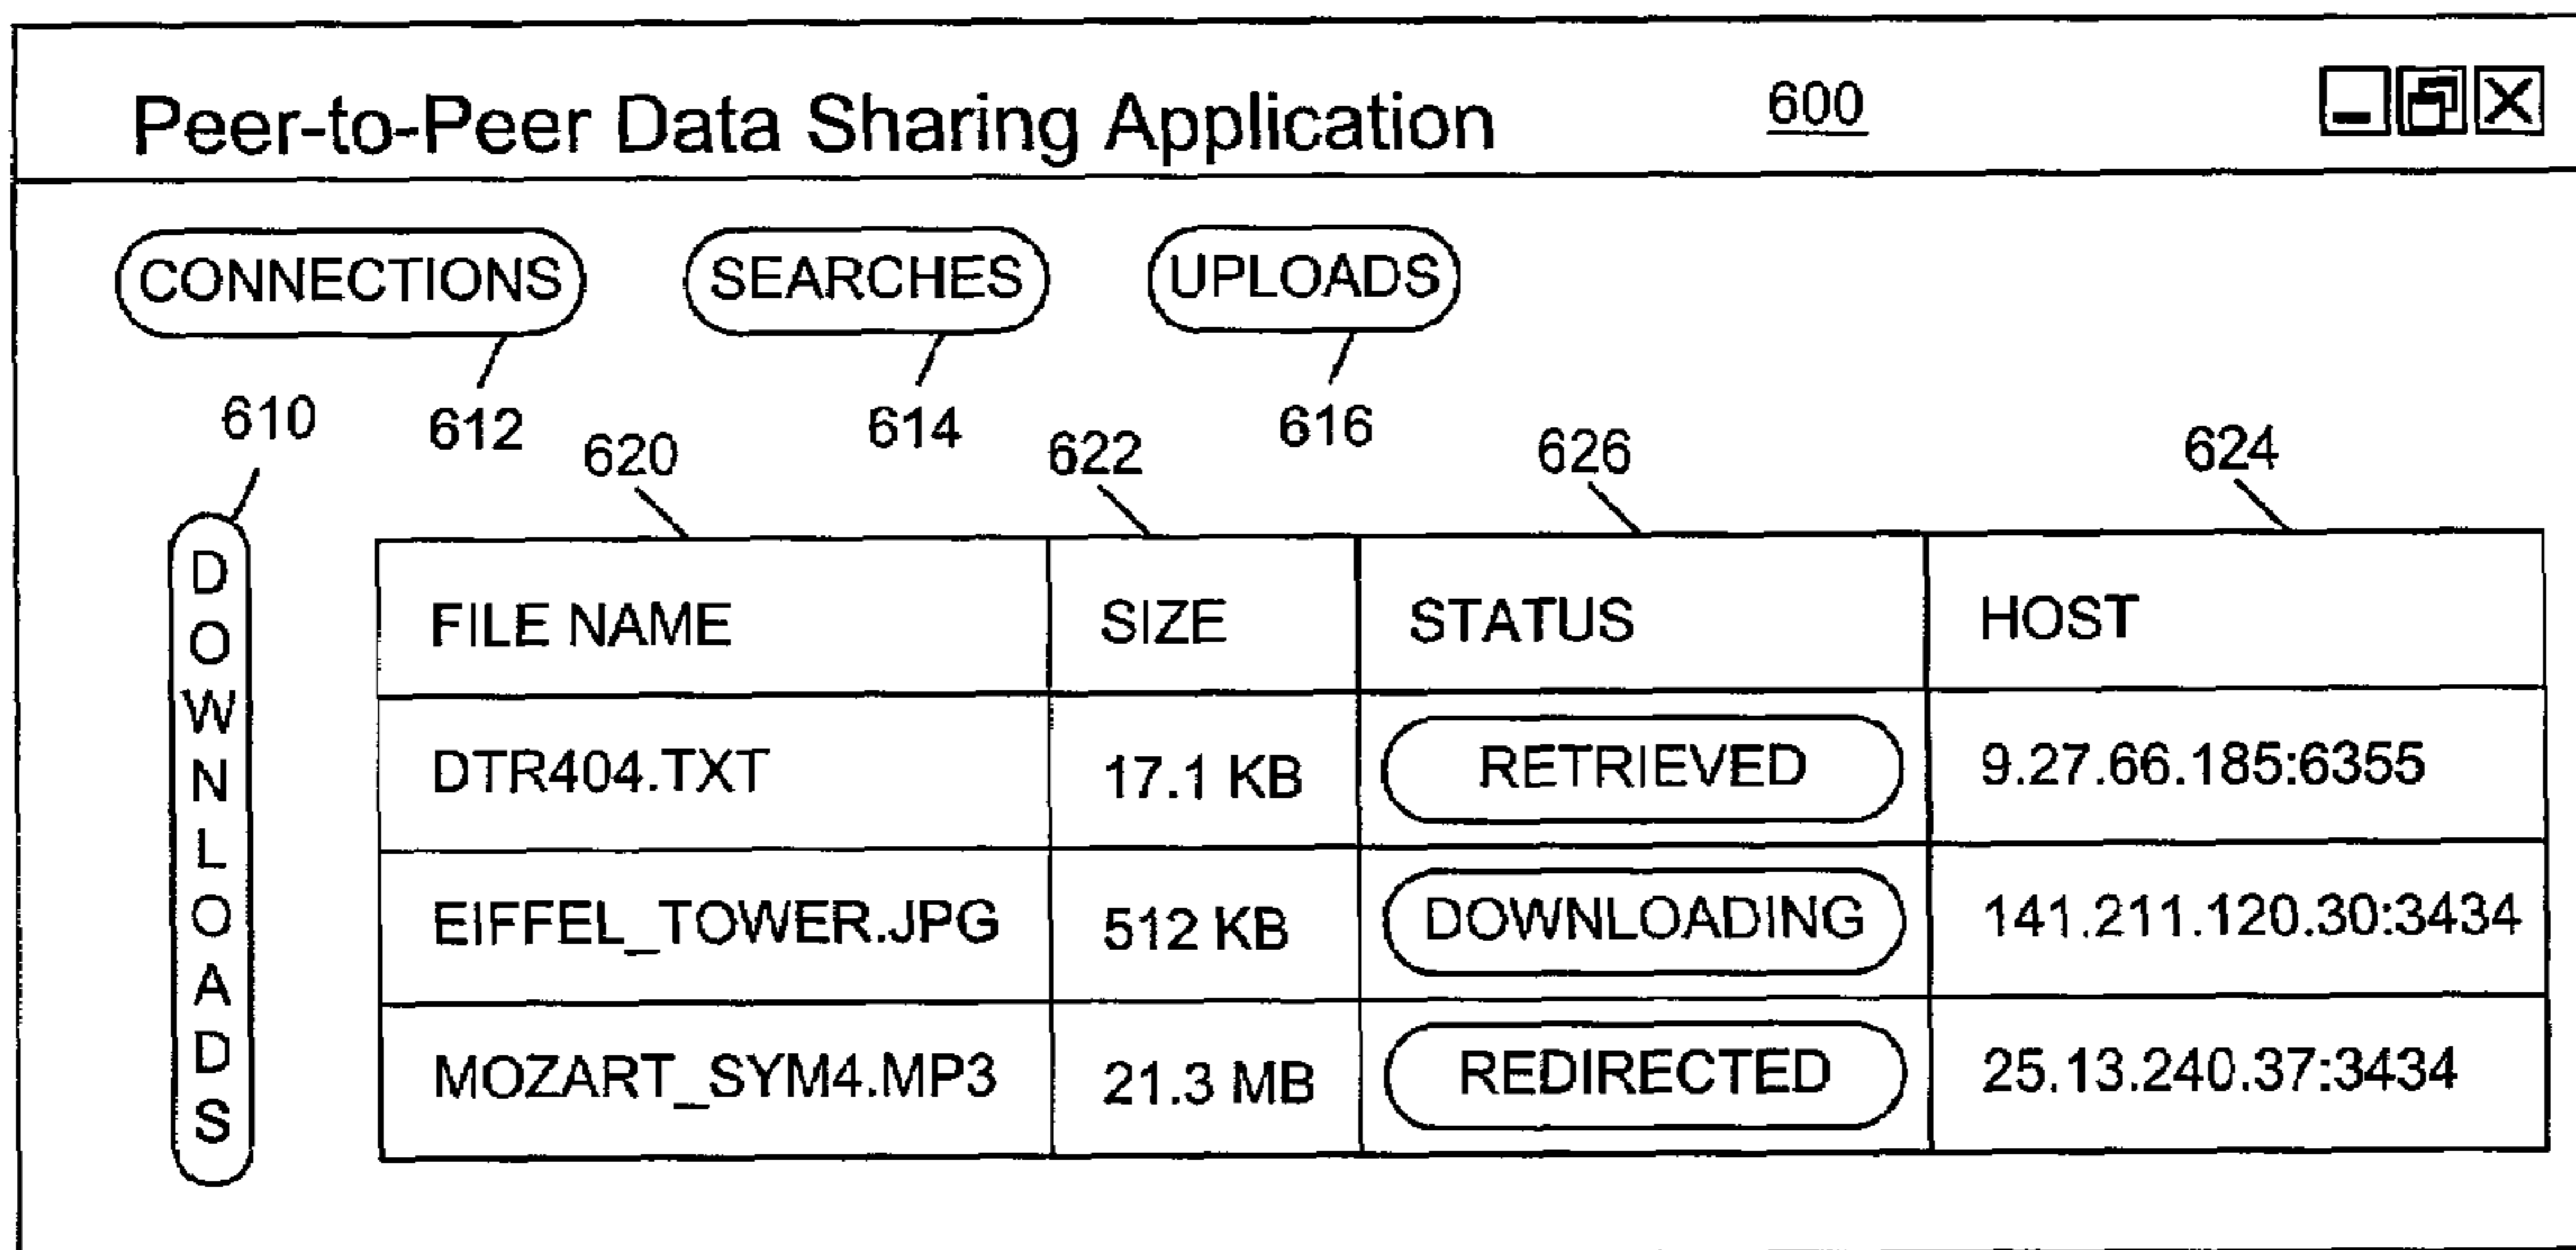 Peer-to-Peer Data Sharing Application 600
CONNECTIONS SEARCHES UPLOADS
610 612 620 614 622 616 626 624
DOWNLOADS
FILE NAME SIZE STATUS HOST
DTR404.TXT 17.1 KB RETRIEVED 9.27.66.185:6355
EIFFEL_TOWER.JPG 512 KB DOWNLOADING 141.211.120.30:3434
MOZART_SYM4.MP3 21.3 MB REDIRECTED 25.13.240.37:3434